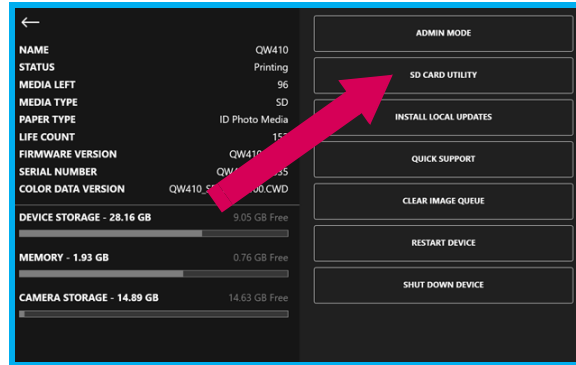 NAME QW410
STATUS Printing
MEDIA LEFT 96
MEDIA TYPE SD
PAPER TYPE ID Photo Media
LIFE COUNT
FIRMWARE VERSION QW410
SERIAL NUMBER
COLOR DATA VERSION
DEVICE STORAGE - 28.16 GB 9.05 GB Free
MEMORY - 1.93 GB 0.76 GB Free
CAMERA STORAGE - 14.89 GB 14.63 GB Free
ADMIN MODE
SD CARD UTILITY
INSTALL LOCAL UPDATES
QUICK SUPPORT
CLEAR IMAGE QUEUE
RESTART DEVICE
SHUT DOWN DEVICE